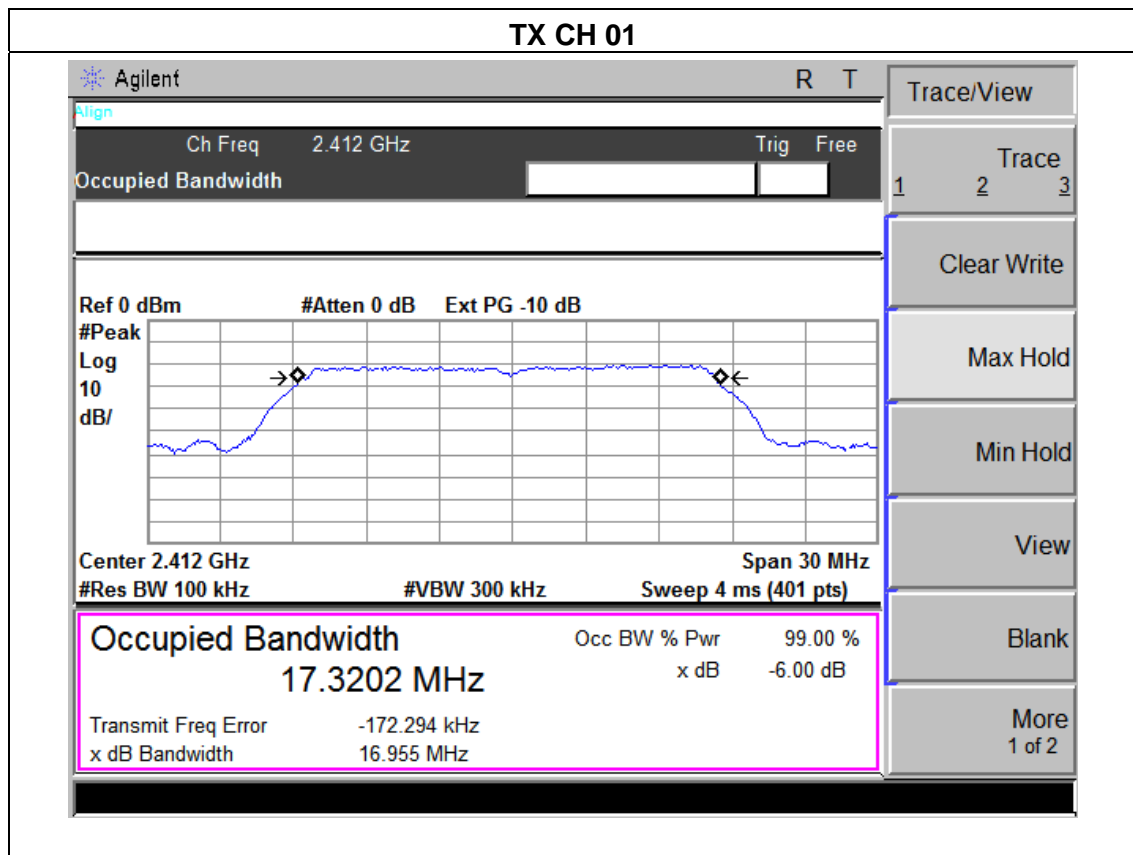 TX CH 01
Agilent R T
Align
Ch Freq 2.412 GHz Trig Free
Occupied Bandwidth
Ref 0 dBm #Atten 0 dB Ext PG -10 dB
#Peak
Log
10
dB/
Center 2.412 GHz Span 30 MHz
#Res BW 100 kHz #VBW 300 kHz Sweep 4 ms (401 pts)
Occupied Bandwidth Occ BW % Pwr 99.00 %
17.3202 MHz x dB -6.00 dB
Transmit Freq Error -172.294 kHz
x dB Bandwidth 16.955 MHz
Trace/View
Trace
1 2 3
Clear Write
Max Hold
Min Hold
View
Blank
More
1 of 2